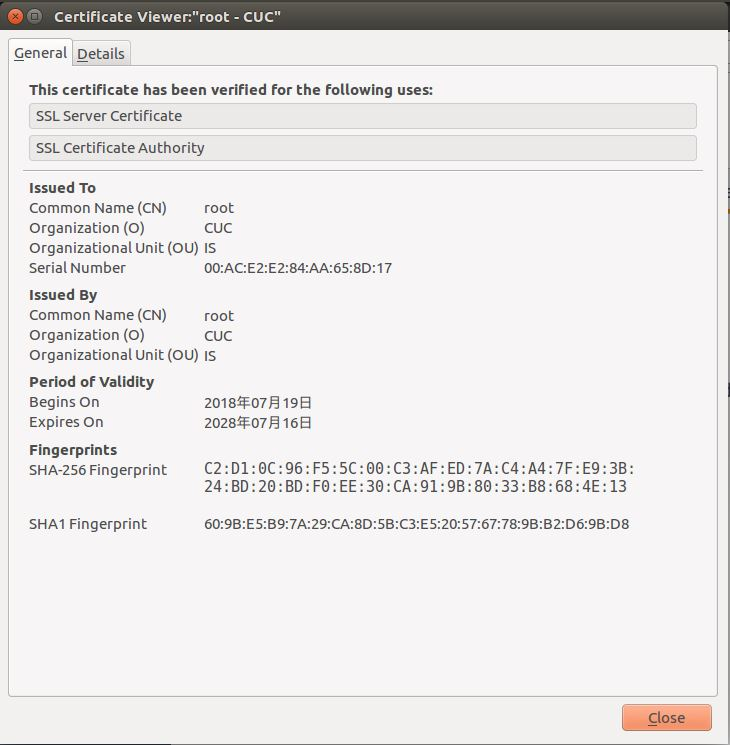 Certificate Viewer:"root - CUC"
General Details
This certificate has been verified for the following uses:
SSL Server Certificate
SSL Certificate Authority
Issued To
Common Name (CN) root
Organization (O) CUC
Organizational Unit (OU) IS
Serial Number 00:AC:E2:E2:84:AA:65:8D:17
Issued By
Common Name (CN) root
Organization (O) CUC
Organizational Unit (OU) IS
Period of Validity
Begins On 2018年07月19日
Expires On 2028年07月16日
Fingerprints
SHA-256 Fingerprint C2:D1:0C:96:F5:5C:00:C3:AF:ED:7A:C4:A4:7F:E9:3B:
24:BD:20:BD:F0:EE:30:CA:91:9B:80:33:B8:68:4E:13
SHA1 Fingerprint 60:9B:E5:B9:7A:29:CA:8D:5B:C3:E5:20:57:67:78:9B:B2:D6:9B:D8
Close